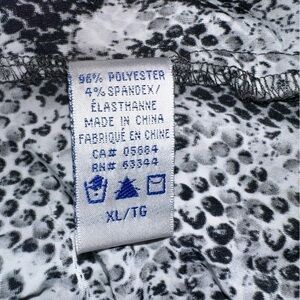 96% POLYESTER
4% SPANDEX/
ÉLASTHANNE
MADE IN CHINA
FABRIQUÉ EN CHINE
CA# 05884
RN# 63344
XL/TG